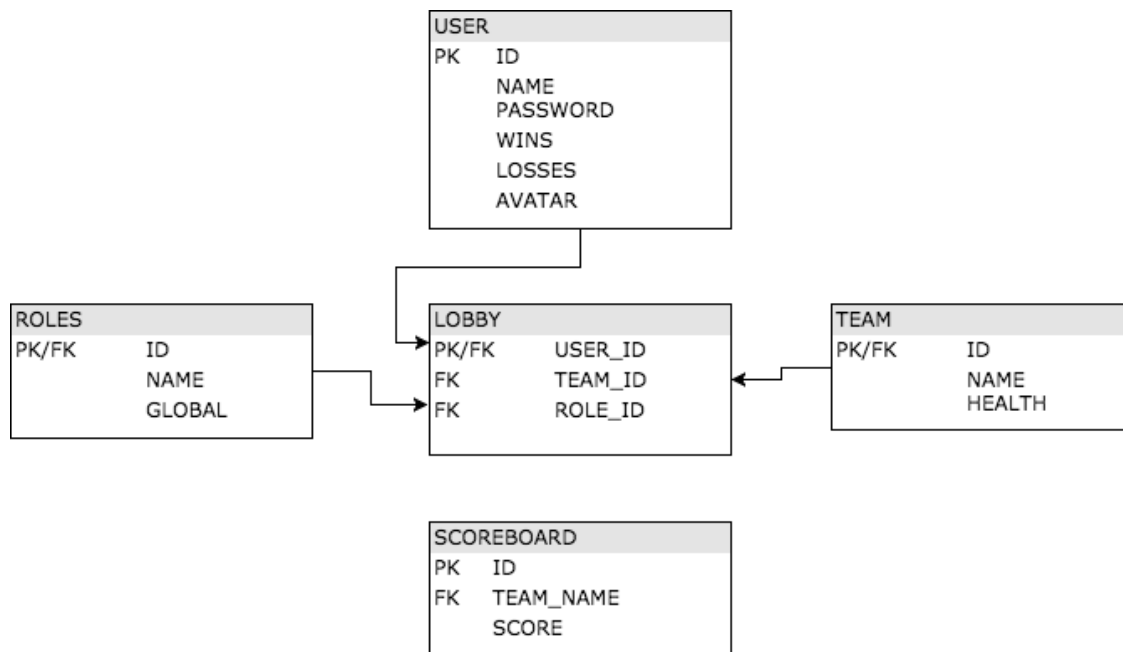 USER
PK ID
NAME
PASSWORD
WINS
LOSSES
AVATAR
ROLES
PK/FK ID
NAME
GLOBAL
LOBBY
PK/FK USER_ID
FK TEAM_ID
FK ROLE_ID
TEAM
PK/FK ID
NAME
HEALTH
SCOREBOARD
PK ID
FK TEAM_NAME
SCORE